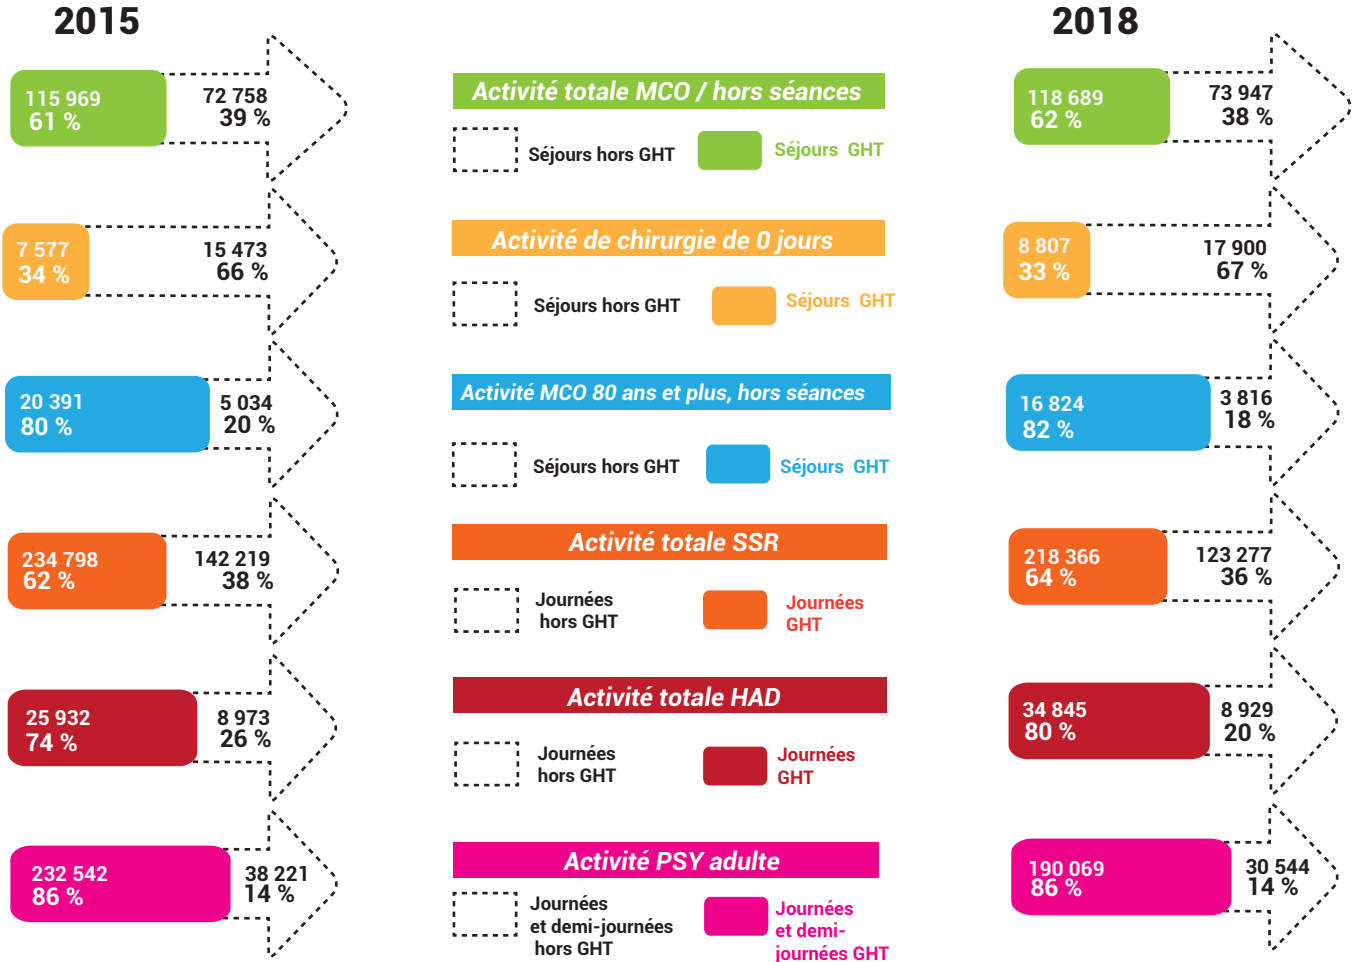 2015
2018
115 969
61 %
72 758
39 %
Activité totale MCO / hors séances
Séjours hors GHT
Séjours GHT
118 689
62 %
73 947
38 %
7 577
34 %
15 473
66 %
Activité de chirurgie de 0 jours
Séjours hors GHT
Séjours GHT
8 807
33 %
17 900
67 %
20 391
80 %
5 034
20 %
Activité MCO 80 ans et plus, hors séances
Séjours hors GHT
Séjours GHT
16 824
82 %
3 816
18 %
234 798
62 %
142 219
38 %
Activité totale SSR
Journées
hors GHT
Journées
GHT
218 366
64 %
123 277
36 %
25 932
74 %
8 973
26 %
Activité totale HAD
Journées
hors GHT
Journées
GHT
34 845
80 %
8 929
20 %
232 542
86 %
38 221
14 %
Activité PSY adulte
Journées
et demi-journées
hors GHT
Journées
et demi-
journées GHT
190 069
86 %
30 544
14 %